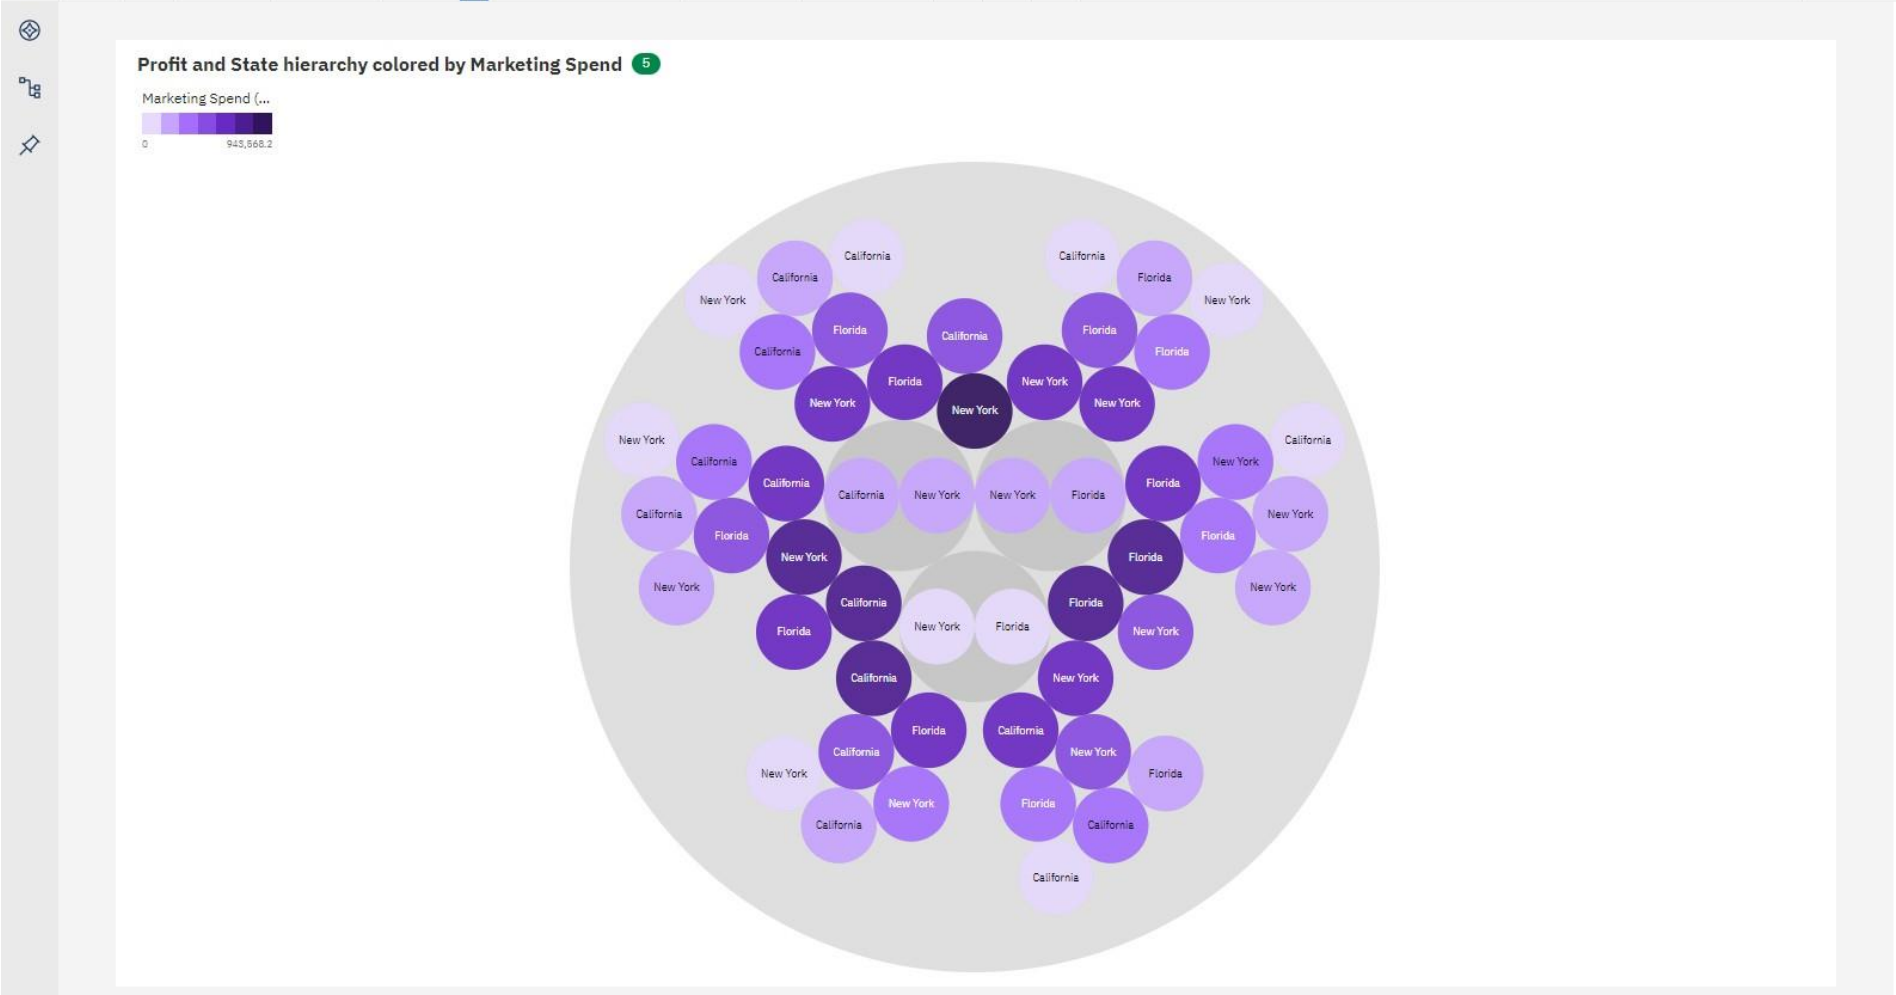 Profit and State hierarchy colored by Marketing Spend 5
Marketing Spend (...
0 943,568.2
California California
California Florida
New York New York
Florida California Florida
California Florida
Florida New York
New York New York New York
New York California
California New York
California Florida
California New York New York Florida
California New York
Florida Florida
New York Florida
New York New York
California Florida
New York Florida
Florida New York
California New York
Florida California
California New York
New York Florida
New York Florida
California California
California